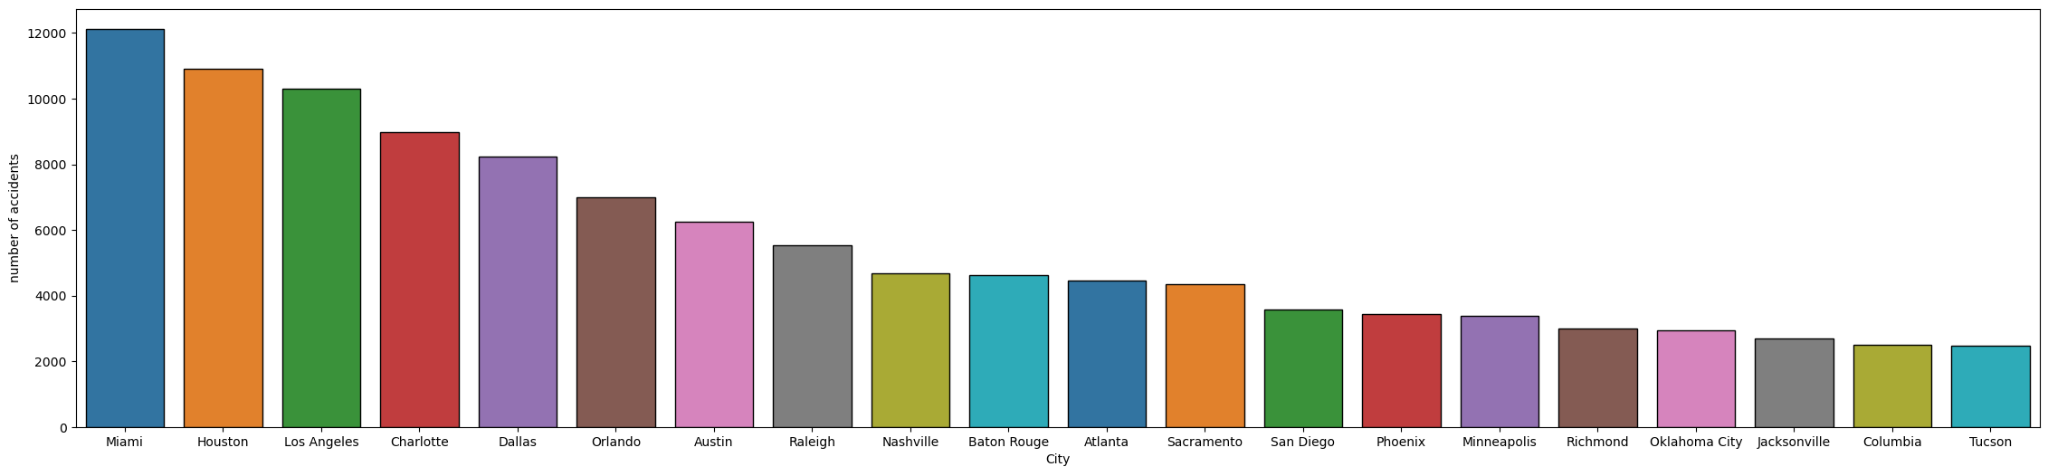 number of accidents
12000
10000
8000
6000
4000
2000
0
Miami Houston Los Angeles Charlotte Dallas Orlando Austin Raleigh Nashville Baton Rouge Atlanta Sacramento San Diego Phoenix Minneapolis Richmond Oklahoma City Jacksonville Columbia Tucson
City